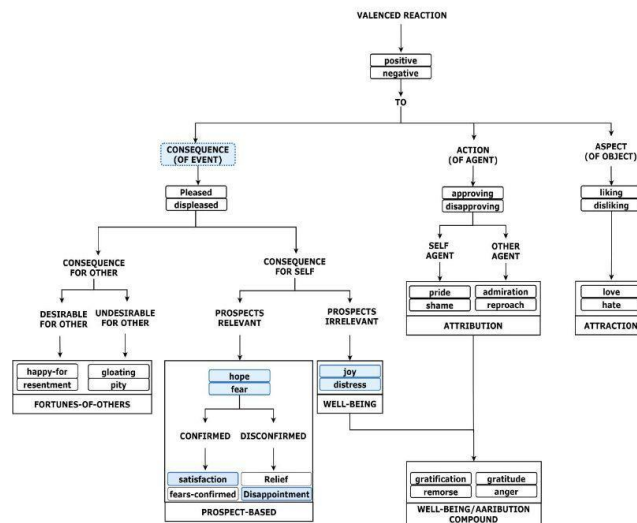 VALENCED REACTION
positive
negative
TO
CONSEQUENCE
(OF EVENT)
ACTION
(OF AGENT)
ASPECT
(OF OBJECT)
Pleased
displeased
approving
disapproving
liking
disliking
CONSEQUENCE
FOR OTHER
CONSEQUENCE
FOR SELF
SELF
AGENT
OTHER
AGENT
DESIRABLE
FOR OTHER
UNDESIRABLE
FOR OTHER
PROSPECTS
RELEVANT
PROSPECTS
IRRELEVANT
pride
shame
admiration
reproach
ATTRIBUTION
love
hate
ATTRACTION
happy-for
resentment
gloating
pity
FORTUNES-OF-OTHERS
hope
fear
joy
distress
WELL-BEING
CONFIRMED
DISCONFIRMED
satisfaction
fears-confirmed
Relief
Disappointment
PROSPECT-BASED
gratification
remorse
gratitude
anger
WELL-BEING/AARIBUTION
COMPOUND